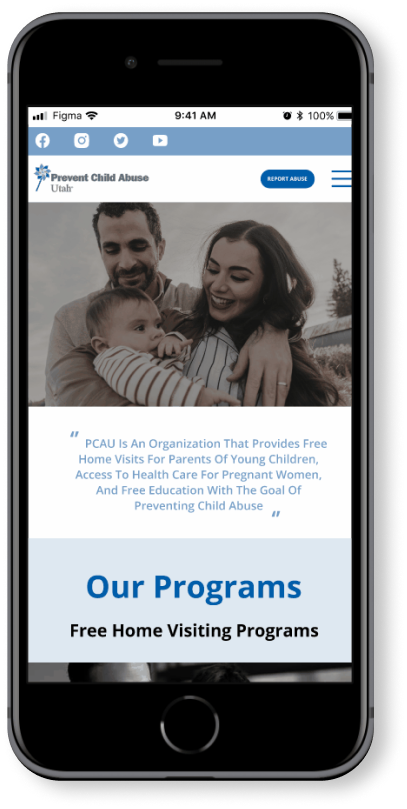 Figma 9:41 AM 100%
Prevent Child Abuse
Utah
REPORT ABUSE
“ PCAU Is An Organization That Provides Free
Home Visits For Parents Of Young Children,
Access To Health Care For Pregnant Women,
And Free Education With The Goal Of
Preventing Child Abuse "
Our Programs
Free Home Visiting Programs